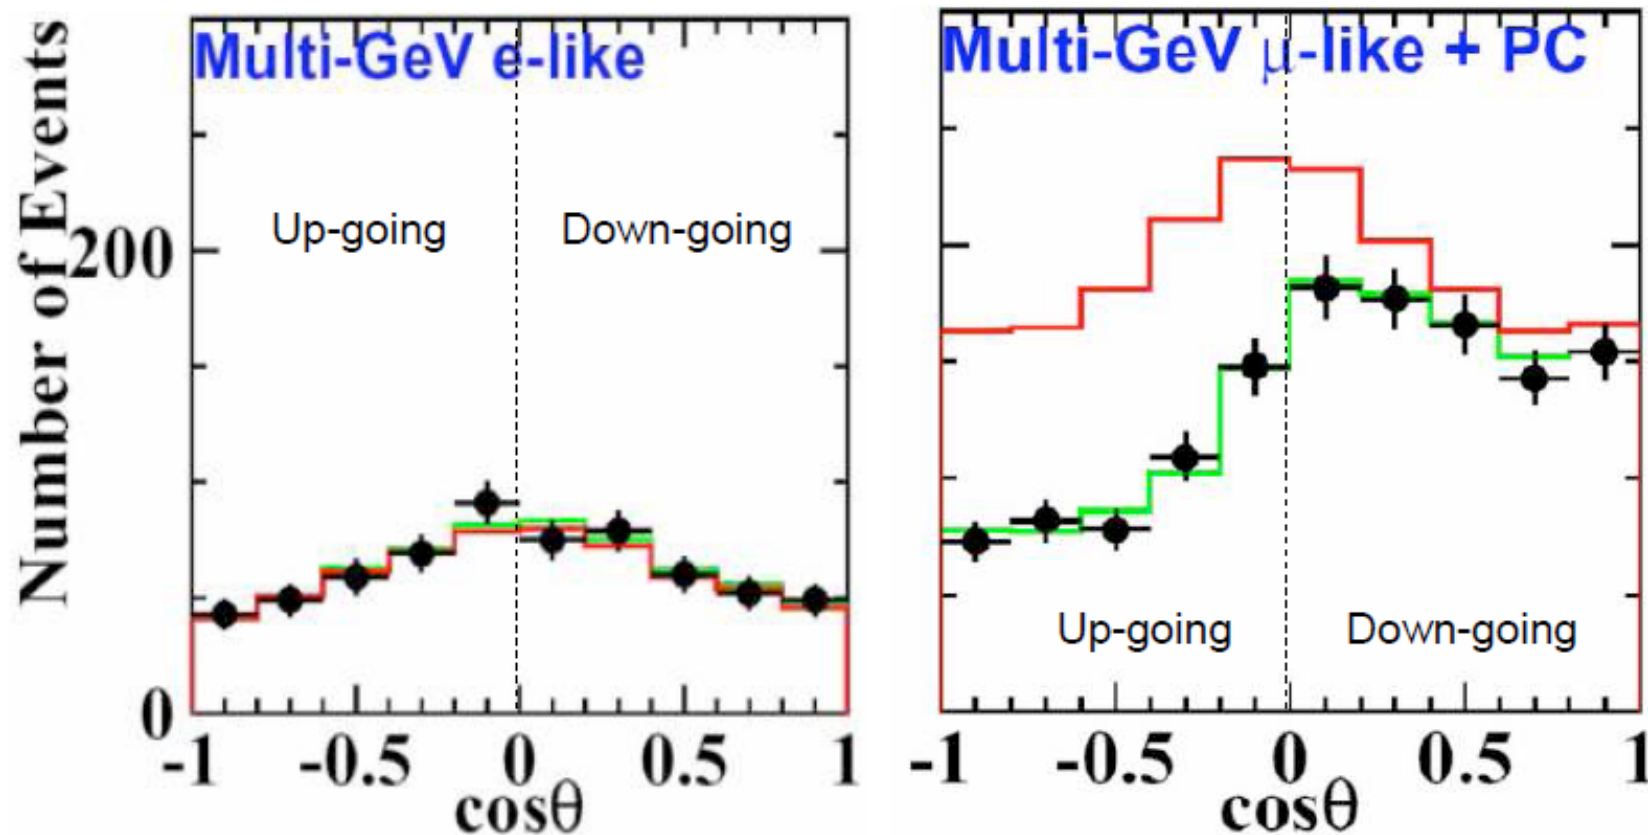 Multi-GeV e-like
Number of Events
200
0
Up-going
Down-going
-1
-0.5
0
0.5
1
cosθ
Multi-GeV μ-like + PC
Up-going
Down-going
-1
-0.5
0
0.5
1
cosθ